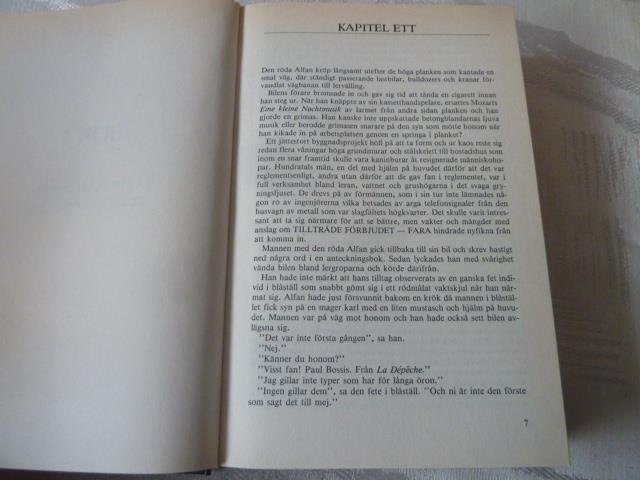 KAPITEL ETT
Den röda Alfan kröp långsamt utefter de höga planken som kantade en
smal väg, där ständigt passerande lastbilar, bulldozers och kranar för-
vandlat vägbanan till lervälling.
Bilens förare bromsade in och gav sig tid att tända en cigarett innan
han steg ur. När han knäppte av sin kassettbandspelare, ersattes Mozarts
Eine kleine Nachtmusik av larmet från andra sidan planken och han
gjorde en grimas. Han kanske inte uppskattade betongblandarnas ljuva
musik eller berodde grimasen snarare på den syn som mötte honom när
han kikade in på arbetsplatsen genom en springa i planket?
Ett jättestort byggnadsprojekt höll på att ta form och ur kaos reste sig
redan flera våningar höga grundmurar och stålskelett till bostadshus som
inom en snar framtid skulle vara kaninburar åt resignerade människoho-
par. Hundratals män, en del med hjälm på huvudet därför att det var
reglementsenligt, andra utan därför att de gav fan i reglementet, var i
full verksamhet bland leran, vattnet och grushögarna i det svaga gry-
ningsljuset. De drevs på av förmännen, som i sin tur inte lämnades nå-
gon ro av ingenjörerna vilka hetsades av arga telefonsignaler från den
husvagn av metall som var slagfältets högkvarter. Det skulle varit intres-
sant att ta sig närmare för att se bättre, men vakter och mängder med
anslag om TILLTRÄDE FÖRBJUDET — FARA hindrade nyfikna från
att komma in.
Mannen med den röda Alfan gick tillbaka till sin bil och skrev hastigt
ned några ord i en anteckningsbok. Sedan lyckades han med svårighet
vända bilen bland lergroparna och körde därifrån.
Han hade inte märkt att hans tilltag observerats av en ganska fet indi-
vid i blåställ som snabbt gömt sig i ett rödmålat vaktskjul när han när-
mat sig. Alfan hade just försvunnit bakom en krök då mannen i blåstäl-
let fick syn på en mager karl med en liten mustasch och hjälm på huvu-
det. Mannen var på väg mot honom och han hade också sett bilen av-
lägsna sig.
"Det var inte första gången", sa han.
"Nej."
"Känner du honom?"
"Visst fan! Paul Bossis. Från La Dépêche."
"Jag gillar inte typer som har för långa öron."
"Ingen gillar dem", sa den fete i blåställ. "Och ni är inte den förste
som sagt det till mej."
7